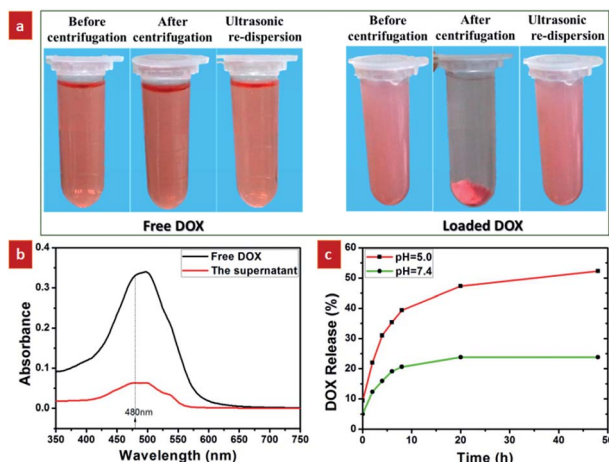 a
Before
centrifugation
After
centrifugation
Ultrasonic
re-dispersion
Before
centrifugation
After
centrifugation
Ultrasonic
re-dispersion
Free DOX
Loaded DOX
b
Free DOX
The supernatant
Absorbance
0.4
0.3
0.2
0.1
0.0
480nm
350 400 450 500 550 600 650 700 750
Wavelength (nm)
c
pH=5.0
pH=7.4
DOX Release (%)
60
50
40
30
20
10
0
0 10 20 30 40 50
Time (h)